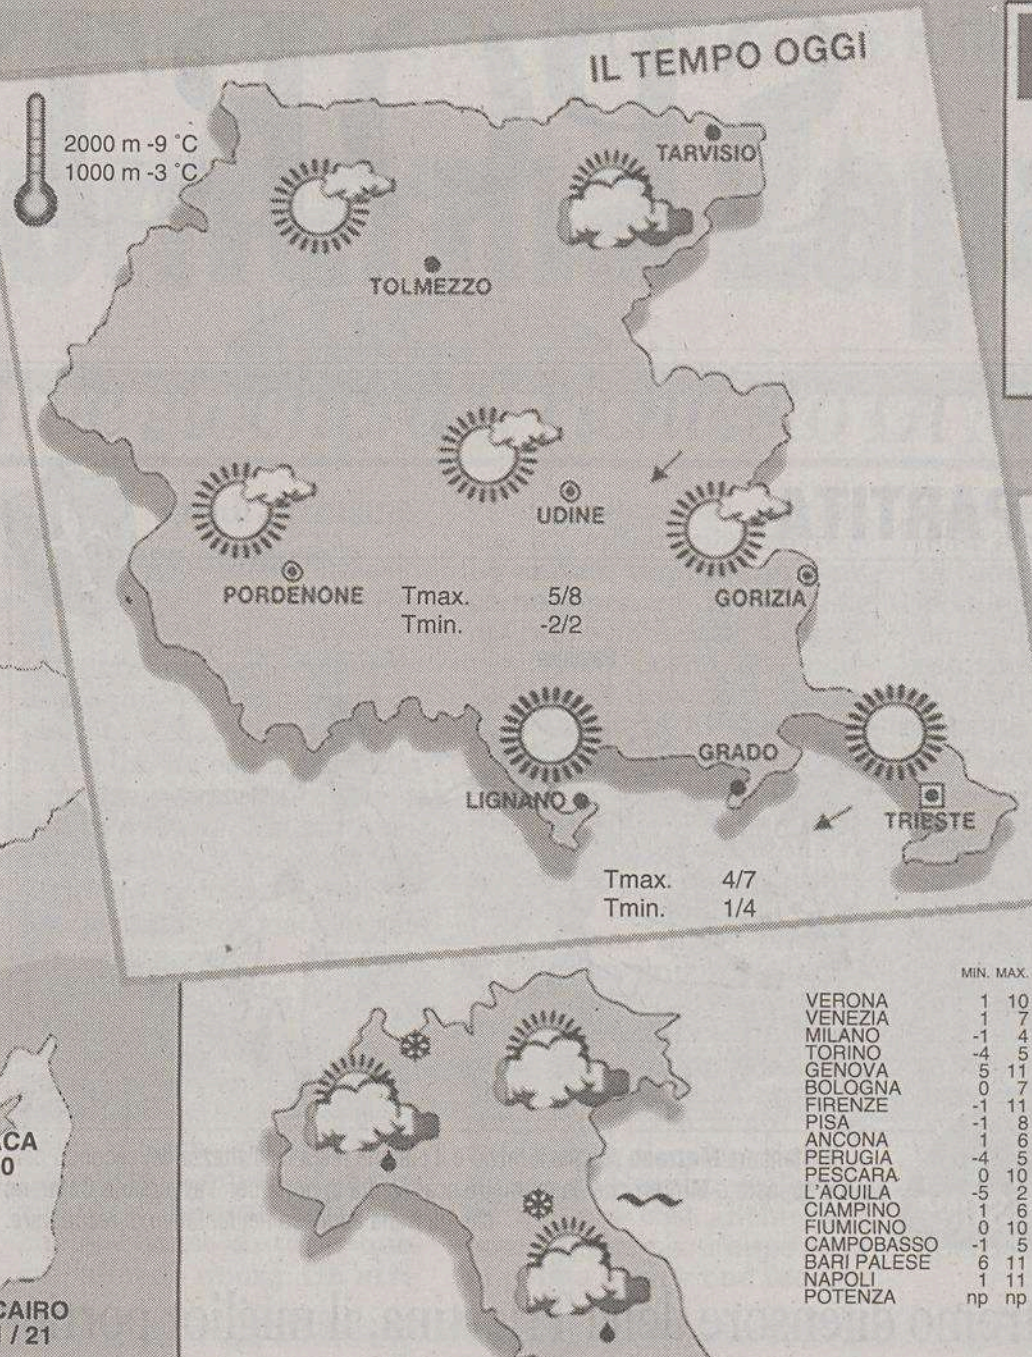 IL TEMPO OGGI
2000 m -9 °C
1000 m -3 °C
TARVISIO
TOLMEZZO
UDINE
PORDENONE
GORIZIA
Tmax. 5/8
Tmin. -2/2
GRADO
LIGNANO
TRIESTE
Tmax. 4/7
Tmin. 1/4
MIN. MAX.
VERONA 1 10
VENEZIA 1 7
MILANO -1 4
TORINO -4 5
GENOVA 5 11
BOLOGNA 0 7
FIRENZE -1 11
PISA -1 8
ANCONA 1 6
PERUGIA -4 5
PESCARA 0 10
L'AQUILA -5 2
CIAMPINO 1 6
FIUMICINO 0 10
CAMPOBASSO -1 5
BARI PALESE 6 11
NAPOLI 1 11
POTENZA np np
ACA
0
CAIRO
/ 21